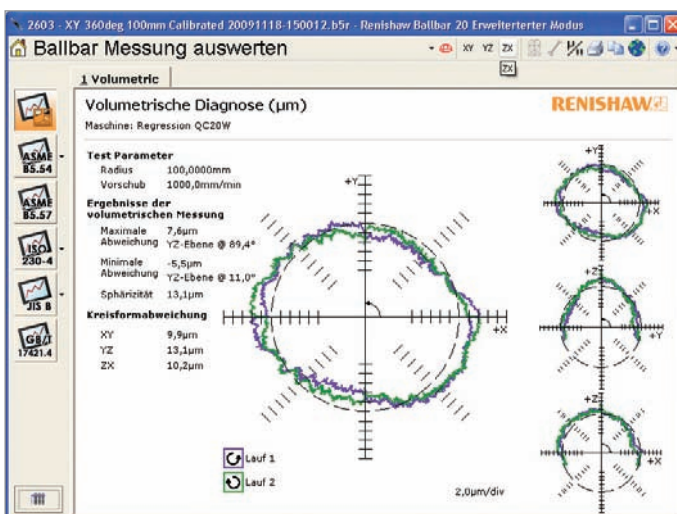 2603 - XY 360deg 100mm Calibrated 20091118-150012.b5r - Renishaw Ballbar 20 Erweiterterter Modus
Ballbar Messung auswerten
XY YZ ZX
ZX
1 Volumetric
Volumetrische Diagnose (µm)
RENISHAW
Maschine: Regression QC20W
Test Parameter
Radius 100,0000mm
Vorschub 1000,0mm/min
Ergebnisse der
volumetrischen Messung
Maximale 7,6µm
Abweichung YZ-Ebene @ 89,4°
Minimale -5,5µm
Abweichung YZ-Ebene @ 11,0°
Sphärizität 13,1µm
Kreisformabweichung
XY 9,9µm
YZ 13,1µm
ZX 10,2µm
+Y
+X
Lauf 1
Lauf 2
2,0µm/div
+Y
+X
+Z
+Y
+Z
+X
ASME
B5.54
ASME
B5.57
ISO
230-4
JIS B
GB/T
17421.4